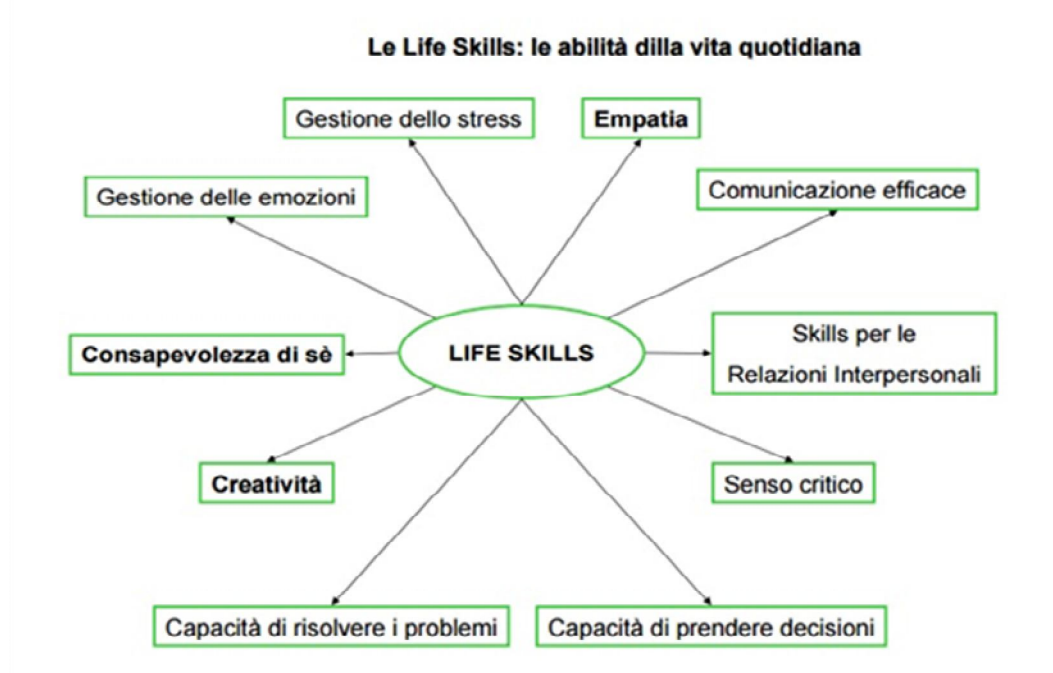 Le Life Skills: le abilità dilla vita quotidiana
Gestione dello stress
Empatia
Gestione delle emozioni
Comunicazione efficace
Consapevolezza di sè
LIFE SKILLS
Skills per le
Relazioni Interpersonali
Creatività
Senso critico
Capacità di risolvere i problemi
Capacità di prendere decisioni